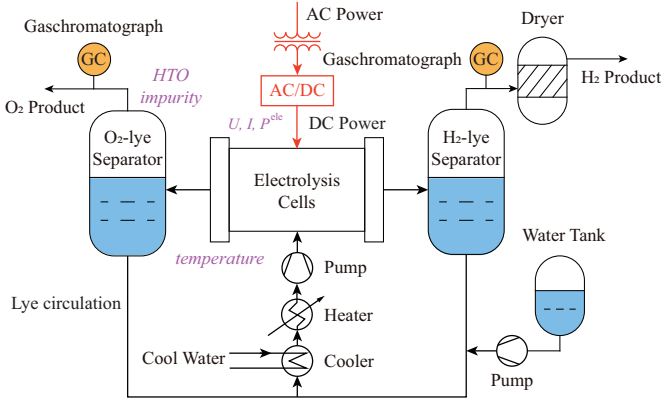 AC Power
Dryer
Gaschromatograph
GC
HTO
impurity
Gaschromatograph
GC
H₂ Product
O₂ Product
AC/DC
U, I, Pᵉˡᵉ
DC Power
O₂-lye
Separator
Electrolysis
Cells
H₂-lye
Separator
Water Tank
temperature
Pump
Lye circulation
Heater
Cool Water
Cooler
Pump